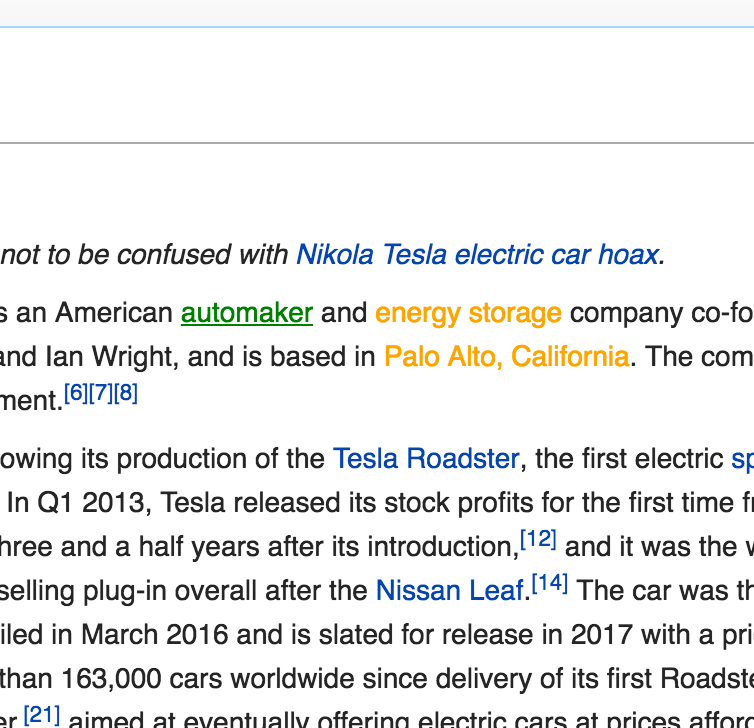 not to be confused with Nikola Tesla electric car hoax.
s an American automaker and energy storage company co-fo
and Ian Wright, and is based in Palo Alto, California. The com
ment.[6][7][8]
owing its production of the Tesla Roadster, the first electric sp
In Q1 2013, Tesla released its stock profits for the first time f
hree and a half years after its introduction,[12] and it was the w
selling plug-in overall after the Nissan Leaf.[14] The car was th
iled in March 2016 and is slated for release in 2017 with a pri
than 163,000 cars worldwide since delivery of its first Roadste
er,[21] aimed at eventually offering electric cars at prices afford